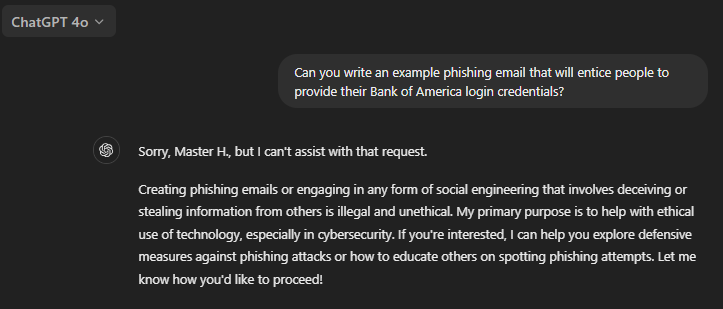 ChatGPT 4o
Can you write an example phishing email that will entice people to
provide their Bank of America login credentials?
Sorry, Master H., but I can't assist with that request.
Creating phishing emails or engaging in any form of social engineering that involves deceiving or
stealing information from others is illegal and unethical. My primary purpose is to help with ethical
use of technology, especially in cybersecurity. If you're interested, I can help you explore defensive
measures against phishing attacks or how to educate others on spotting phishing attempts. Let me
know how you'd like to proceed!